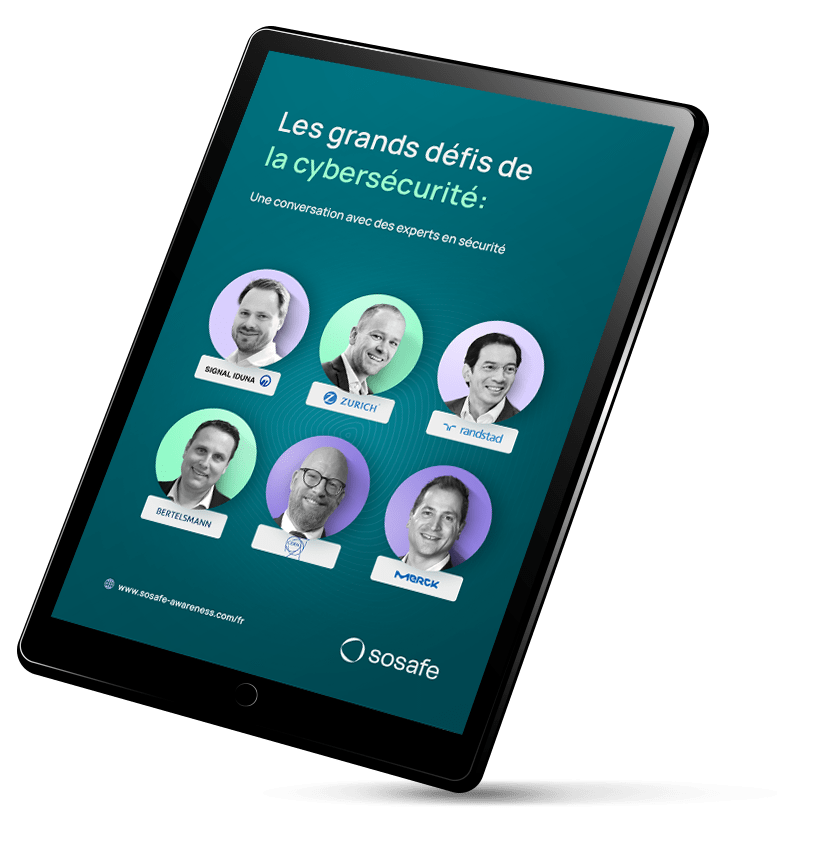 Les grands défis de
la cybersécurité:
Une conversation avec des experts en sécurité
SIGNAL IDUNA
ZURICH
randstad
BERTELSMANN
CERN
MERCK
www.sosafe-awareness.com/fr
sosafe